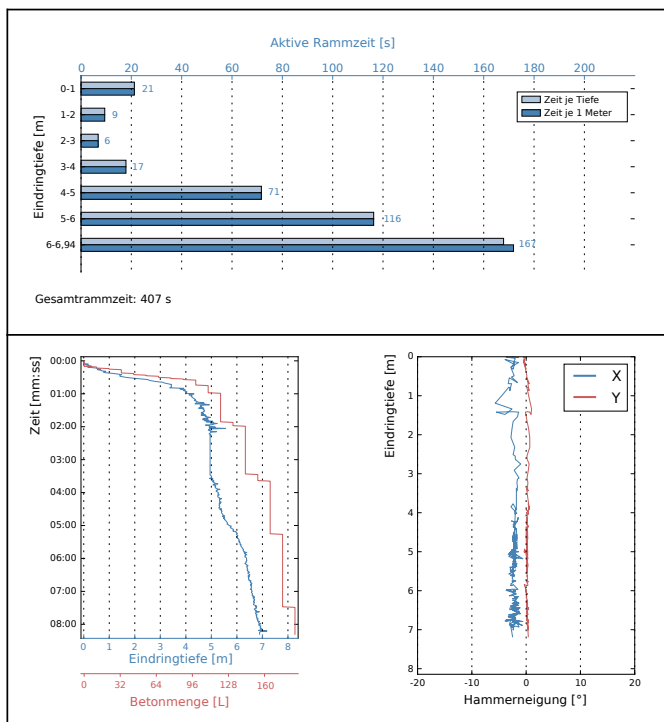 Aktive Rammzeit [s]
0 20 40 60 80 100 120 140 160 180 200
Eindringtiefe [m]
0-1 21
1-2 9
2-3 6
3-4 17
4-5 71
5-6 116
6-6,94 167
Zeit je Tiefe
Zeit je 1 Meter
Gesamtrammzeit: 407 s
Zeit [mm:ss]
00:00
01:00
02:00
03:00
04:00
05:00
06:00
07:00
08:00
0 1 2 3 4 5 6 7 8
Eindringtiefe [m]
0 32 64 96 128 160
Betonmenge [L]
Eindringtiefe [m]
0
1
2
3
4
5
6
7
8
X
Y
-20 -10 0 10 20
Hammerneigung [°]